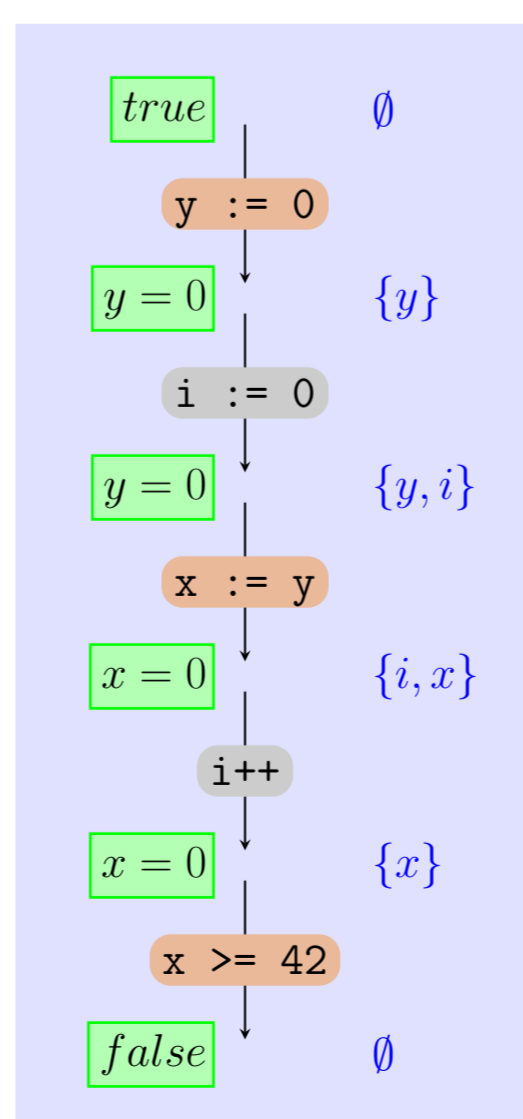 true ∅
y := 0
y = 0 {y}
i := 0
y = 0 {y, i}
x := y
x = 0 {i, x}
i++
x = 0 {x}
x >= 42
false ∅